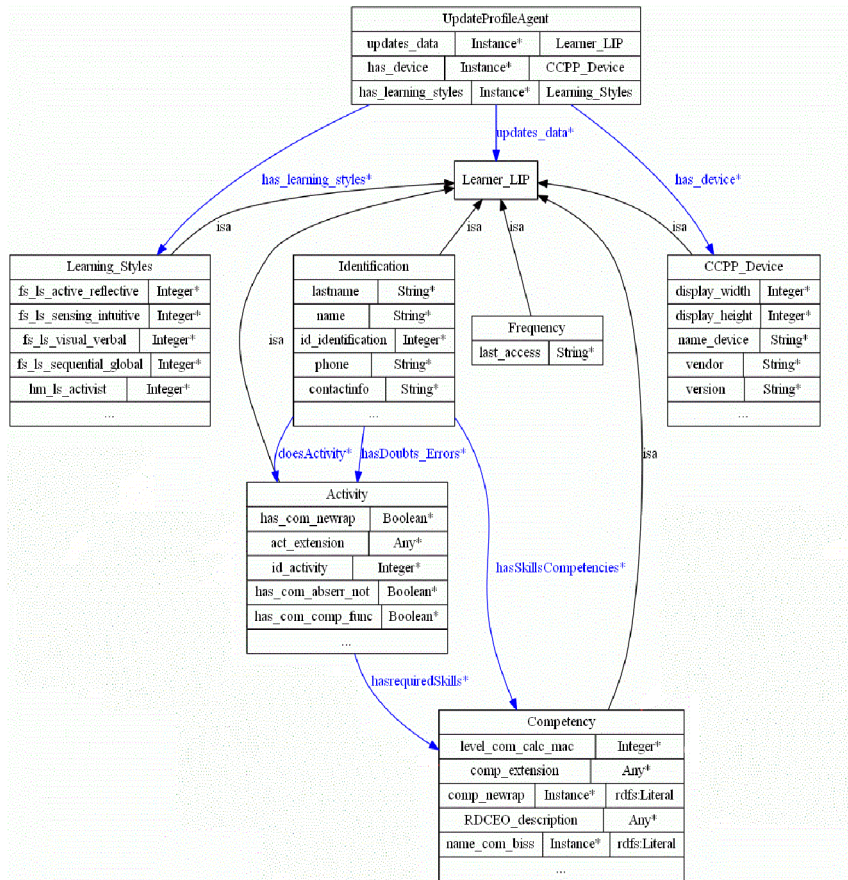 UpdateProfileAgent
updates_data Instance* Learner_LIP
has_device Instance* CCPP_Device
has_learning_styles Instance* Learning_Styles
updates_data*
has_learning_styles*
has_device*
Learner_LIP
isa
isa
isa
isa
Learning_Styles
fs_ls_active_reflective Integer*
fs_ls_sensing_intuitive Integer*
fs_ls_visual_verbal Integer*
fs_ls_sequential_global Integer*
hm_ls_activist Integer*
...
isa
Identification
lastname String*
name String*
id_identification Integer*
phone String*
contactinfo String*
...
Frequency
last_access String*
CCPP_Device
display_width Integer*
display_height Integer*
name_device String*
vendor String*
version String*
...
doesActivity*
hasDoubts_Errors*
isa
Activity
has_com_newrap Boolean*
act_extension Any*
id_activity Integer*
has_com_abserr_not Boolean*
has_com_comp_func Boolean*
...
hasSkillsCompetencies*
hasrequiredSkills*
Competency
level_com_calc_mac Integer*
comp_extension Any*
comp_newrap Instance* rdfs:Literal
RDCEO_description Any*
name_com_biss Instance* rdfs:Literal
...